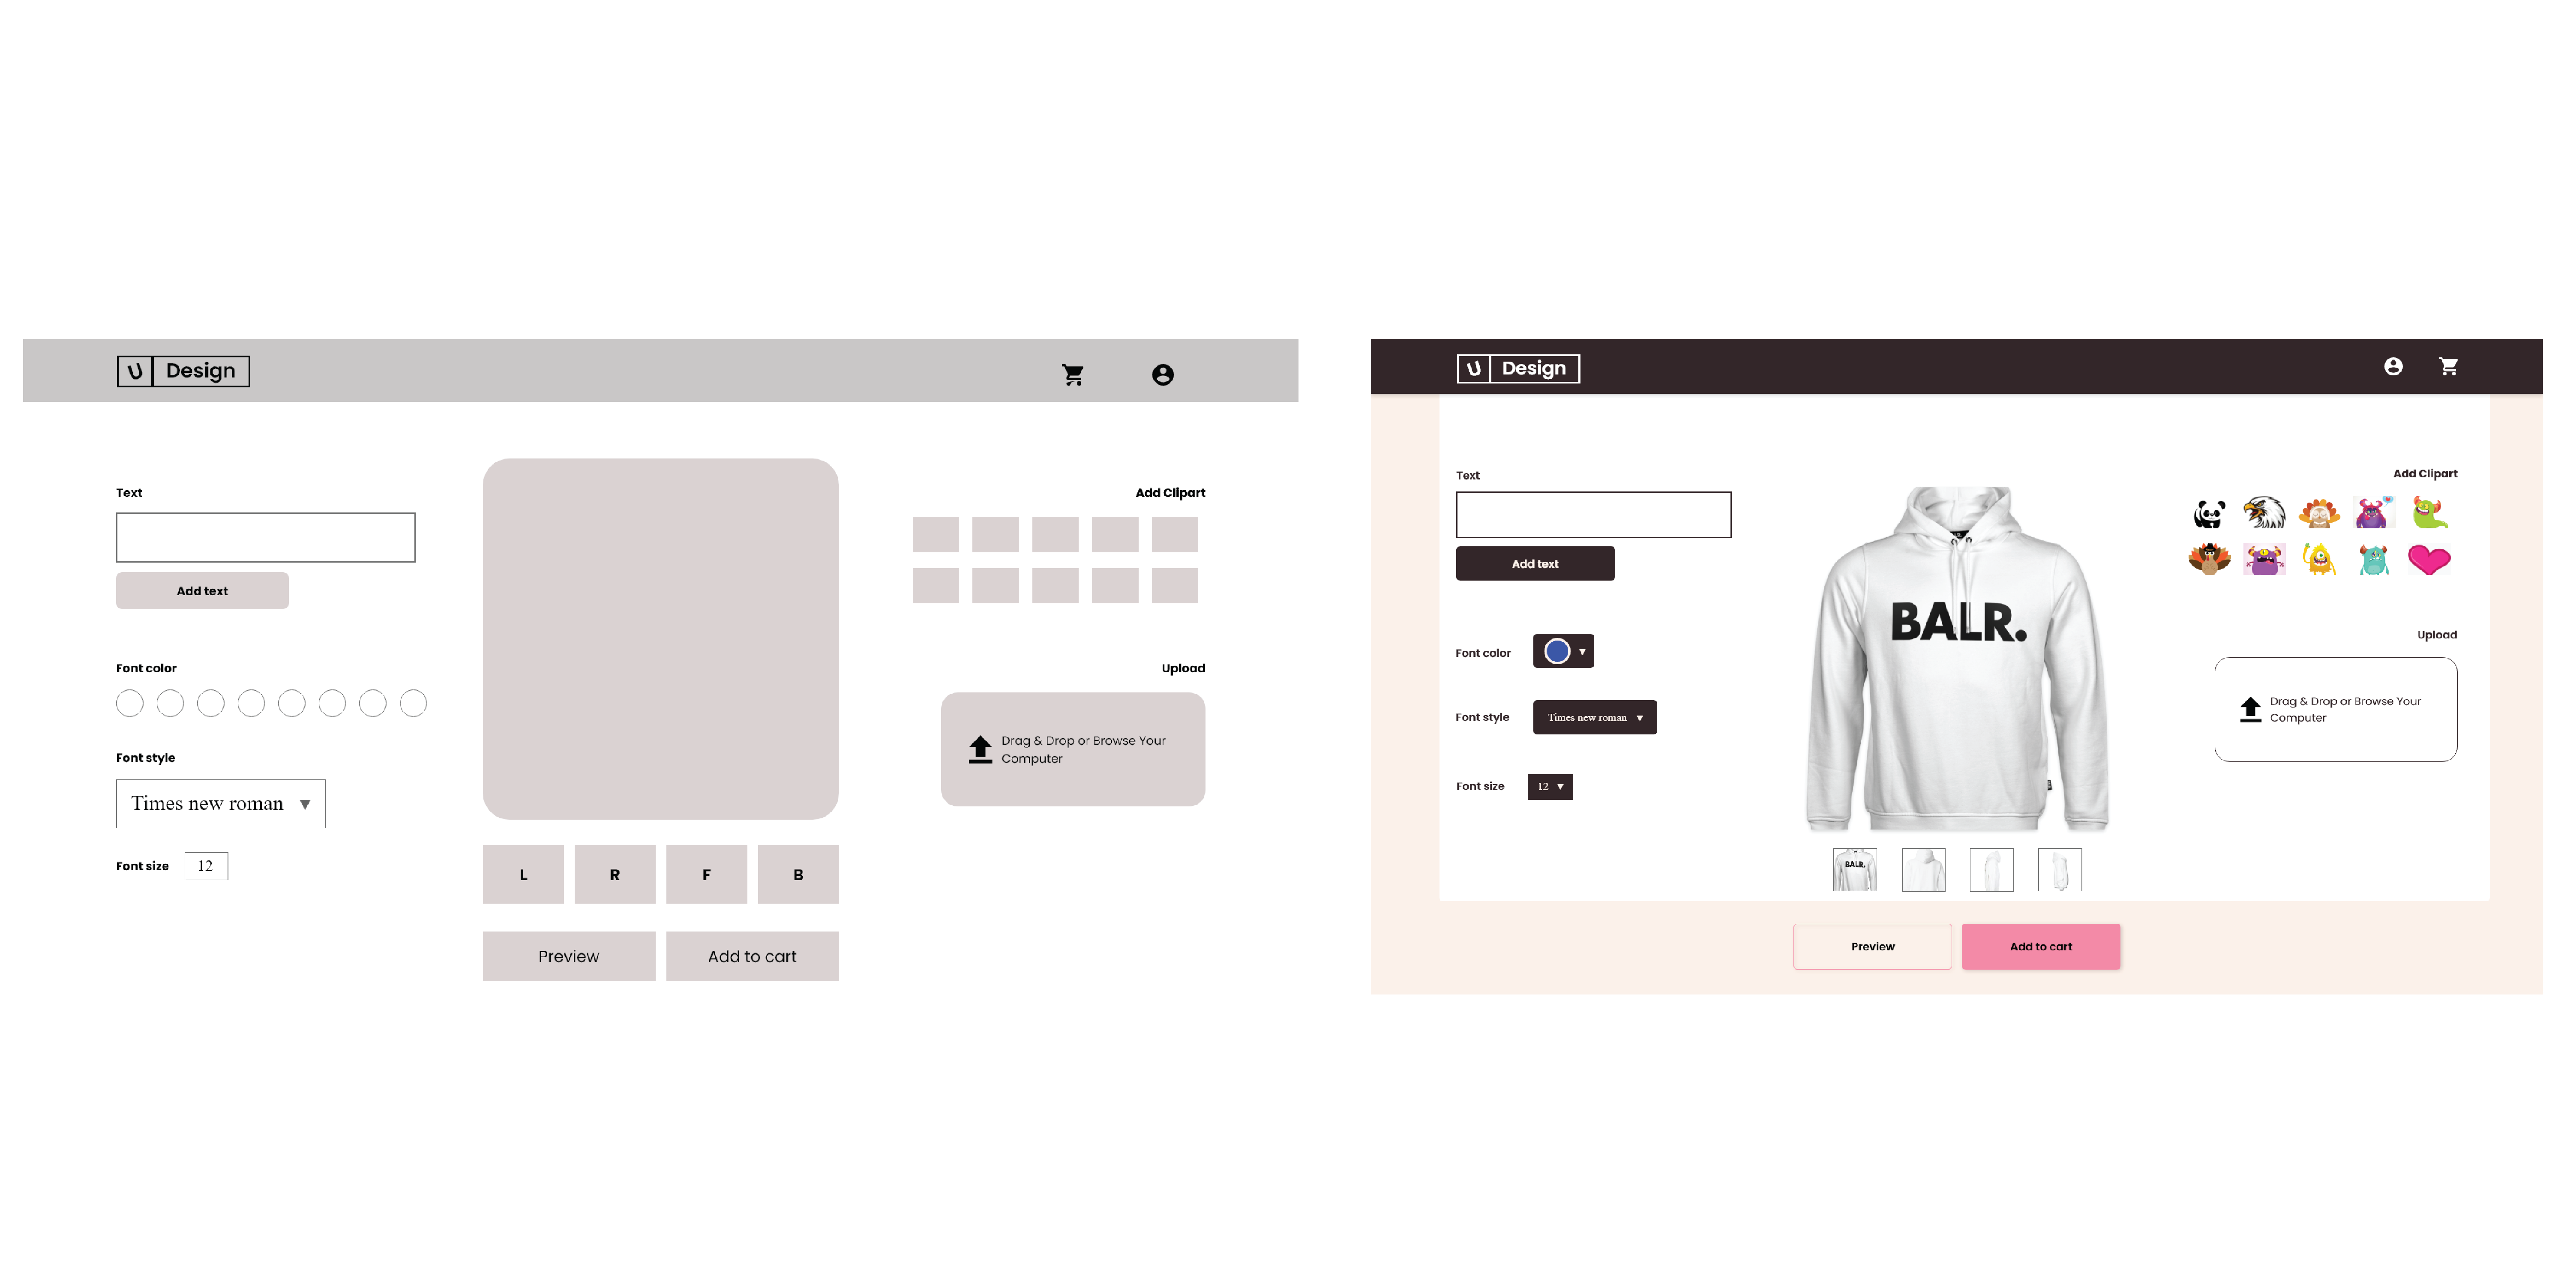 U Design
Text
Add text
Font color
Font style
Times new roman
Font size 12
L R F B
Preview Add to cart
Add Clipart
Upload
Drag & Drop or Browse Your
Computer
U Design
Text
Add text
Font color
Font style Times new roman
Font size 12
BALR.
BALR.
Preview Add to cart
Add Clipart
Upload
Drag & Drop or Browse Your
Computer